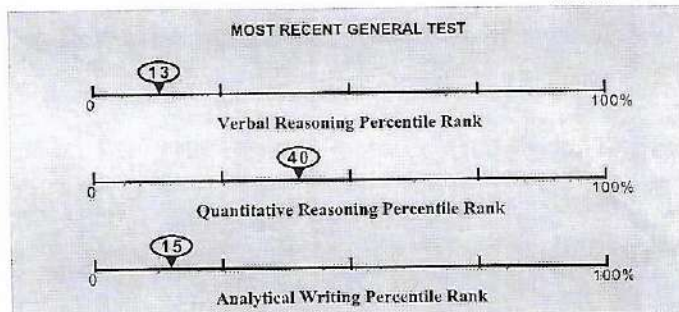 MOST RECENT GENERAL TEST
13
0 100%
Verbal Reasoning Percentile Rank
40
0 100%
Quantitative Reasoning Percentile Rank
15
0 100%
Analytical Writing Percentile Rank